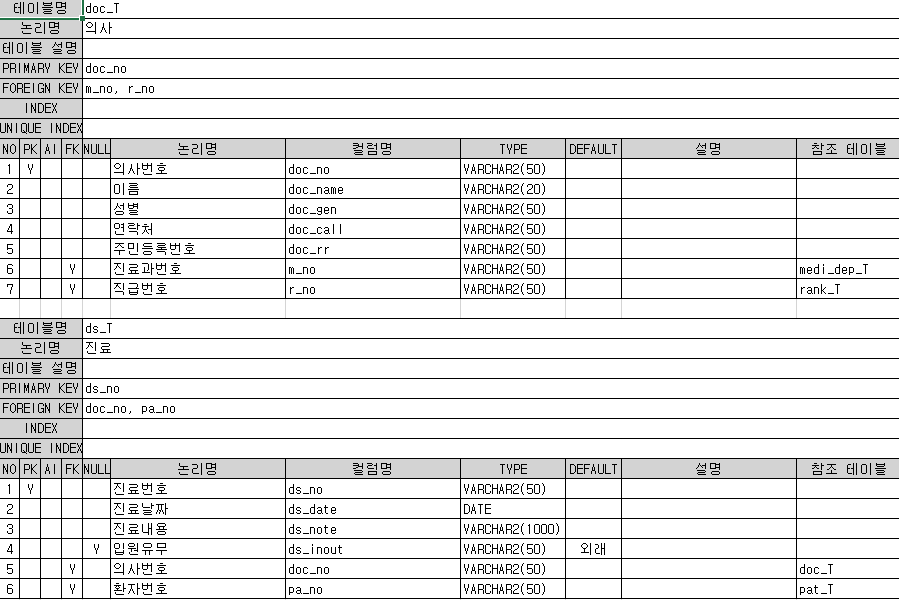 테이블명 doc_T
논리명 의사
테이블 설명
PRIMARY KEY doc_no
FOREIGN KEY m_no, r_no
INDEX
UNIQUE INDEX
NO PK AI FK NULL 논리명 컬럼명 TYPE DEFAULT 설명 참조 테이블
1 Y 의사번호 doc_no VARCHAR2(50)
2 이름 doc_name VARCHAR2(20)
3 성별 doc_gen VARCHAR2(50)
4 연락처 doc_call VARCHAR2(50)
5 주민등록번호 doc_rr VARCHAR2(50)
6 Y 진료과번호 m_no VARCHAR2(50) medi_dep_T
7 Y 직급번호 r_no VARCHAR2(50) rank_T
테이블명 ds_T
논리명 진료
테이블 설명
PRIMARY KEY ds_no
FOREIGN KEY doc_no, pa_no
INDEX
UNIQUE INDEX
NO PK AI FK NULL 논리명 컬럼명 TYPE DEFAULT 설명 참조 테이블
1 Y 진료번호 ds_no VARCHAR2(50)
2 진료날짜 ds_date DATE
3 진료내용 ds_note VARCHAR2(1000)
4 Y 입원유무 ds_inout VARCHAR2(50) 외래
5 Y 의사번호 doc_no VARCHAR2(50) doc_T
6 Y 환자번호 pa_no VARCHAR2(50) pat_T